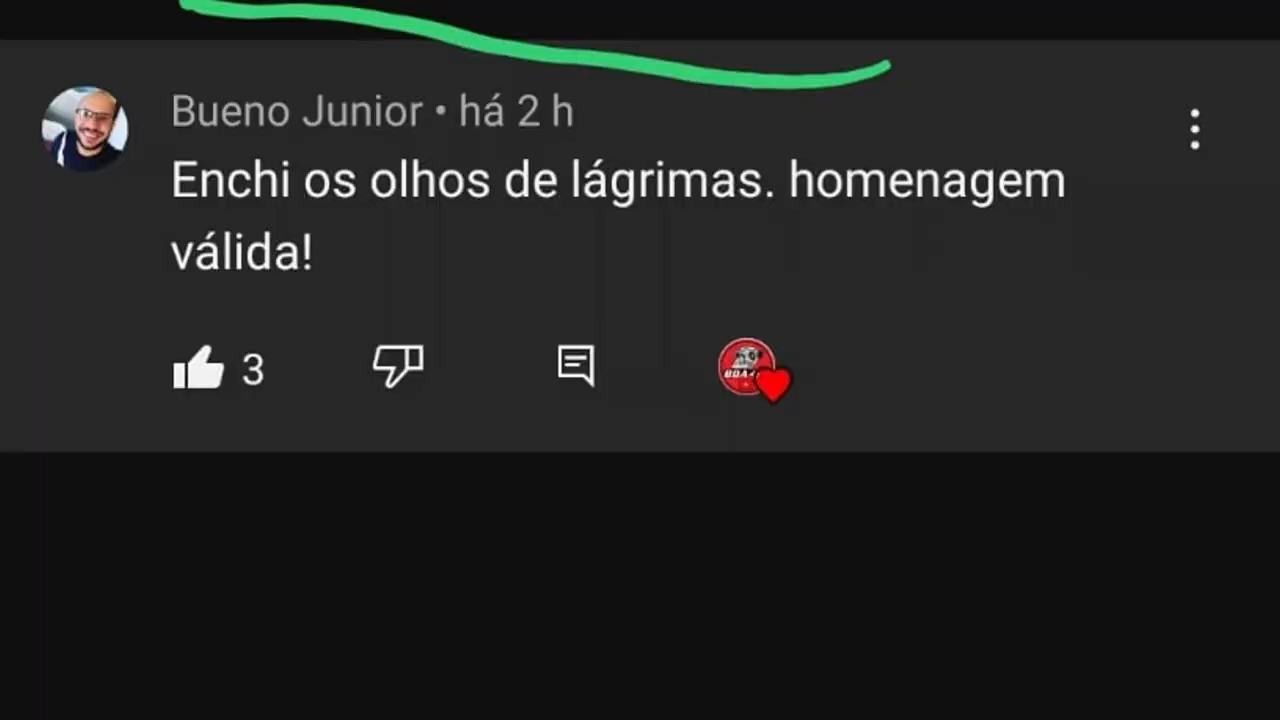 Bueno Junior • há 2 h
Enchi os olhos de lágrimas. homenagem
válida!
3